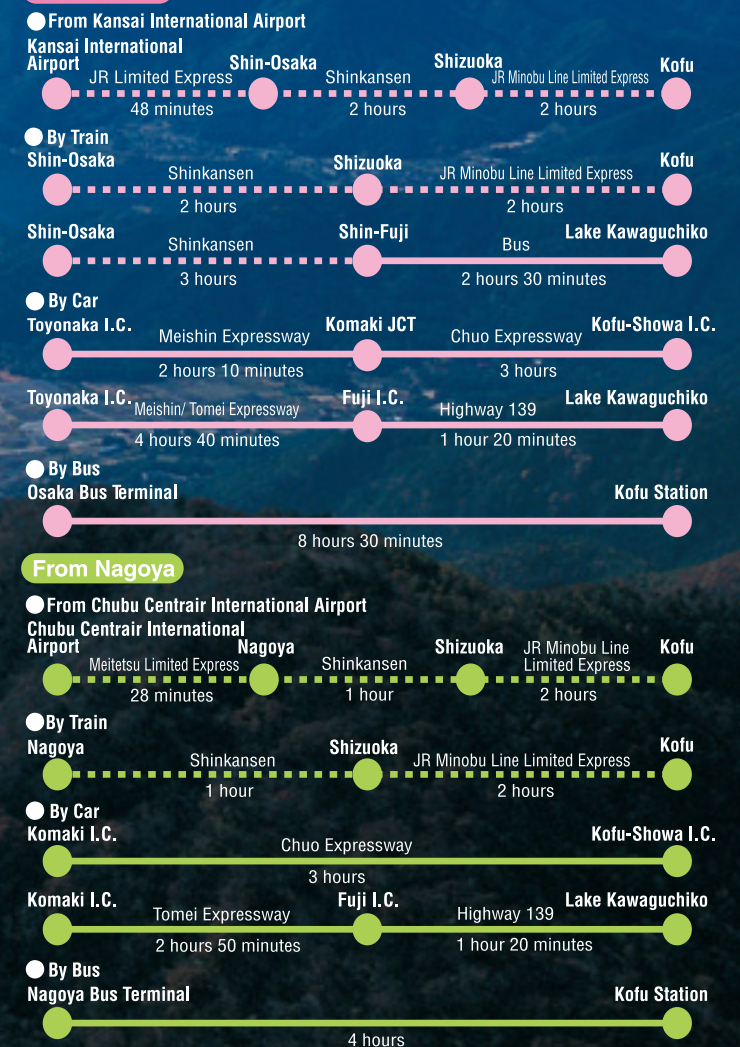 ●From Kansai International Airport
Kansai International
Airport
Shin-Osaka
Shizuoka
Kofu
JR Limited Express
Shinkansen
JR Minobu Line Limited Express
48 minutes
2 hours
2 hours
●By Train
Shin-Osaka
Shizuoka
Kofu
Shinkansen
JR Minobu Line Limited Express
2 hours
2 hours
Shin-Osaka
Shin-Fuji
Lake Kawaguchiko
Shinkansen
Bus
3 hours
2 hours 30 minutes
●By Car
Toyonaka I.C.
Komaki JCT
Kofu-Showa I.C.
Meishin Expressway
Chuo Expressway
2 hours 10 minutes
3 hours
Toyonaka I.C.
Fuji I.C.
Lake Kawaguchiko
Meishin/ Tomei Expressway
Highway 139
4 hours 40 minutes
1 hour 20 minutes
●By Bus
Osaka Bus Terminal
Kofu Station
8 hours 30 minutes
From Nagoya
●From Chubu Centrair International Airport
Chubu Centrair International
Airport
Nagoya
Shizuoka
Kofu
Meitetsu Limited Express
Shinkansen
JR Minobu Line
Limited Express
28 minutes
1 hour
2 hours
●By Train
Nagoya
Shizuoka
Kofu
Shinkansen
JR Minobu Line Limited Express
1 hour
2 hours
●By Car
Komaki I.C.
Kofu-Showa I.C.
Chuo Expressway
3 hours
Komaki I.C.
Fuji I.C.
Lake Kawaguchiko
Tomei Expressway
Highway 139
2 hours 50 minutes
1 hour 20 minutes
●By Bus
Nagoya Bus Terminal
Kofu Station
4 hours